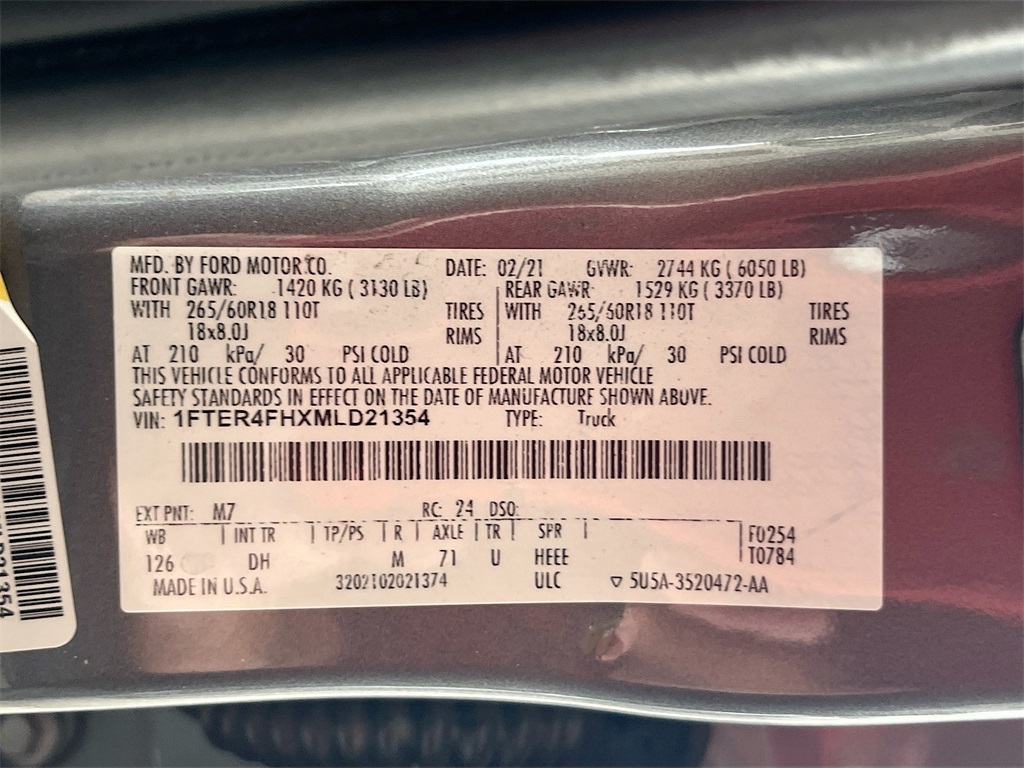 MFD. BY FORD MOTOR CO. DATE: 02/21 GVWR: 2744 KG ( 6050 LB)
FRONT GAWR: 1420 KG ( 3130 LB) REAR GAWR: 1529 KG ( 3370 LB)
WITH 265/60R18 110T TIRES WITH 265/60R18 110T TIRES
18x8.0J RIMS 18x8.0J RIMS
AT 210 kPa/ 30 PSI COLD AT 210 kPa/ 30 PSI COLD
THIS VEHICLE CONFORMS TO ALL APPLICABLE FEDERAL MOTOR VEHICLE
SAFETY STANDARDS IN EFFECT ON THE DATE OF MANUFACTURE SHOWN ABOVE.
VIN: 1FTER4FHXMLD21354 TYPE: Truck
EXT PNT: M7 RC: 24 DSO:
WB INT TR TP/PS R AXLE TR SPR F0254
126 DH M 71 U HEEE T0784
MADE IN U.S.A. 3202102021374 ULC ▽ 5U5A-3520472-AA